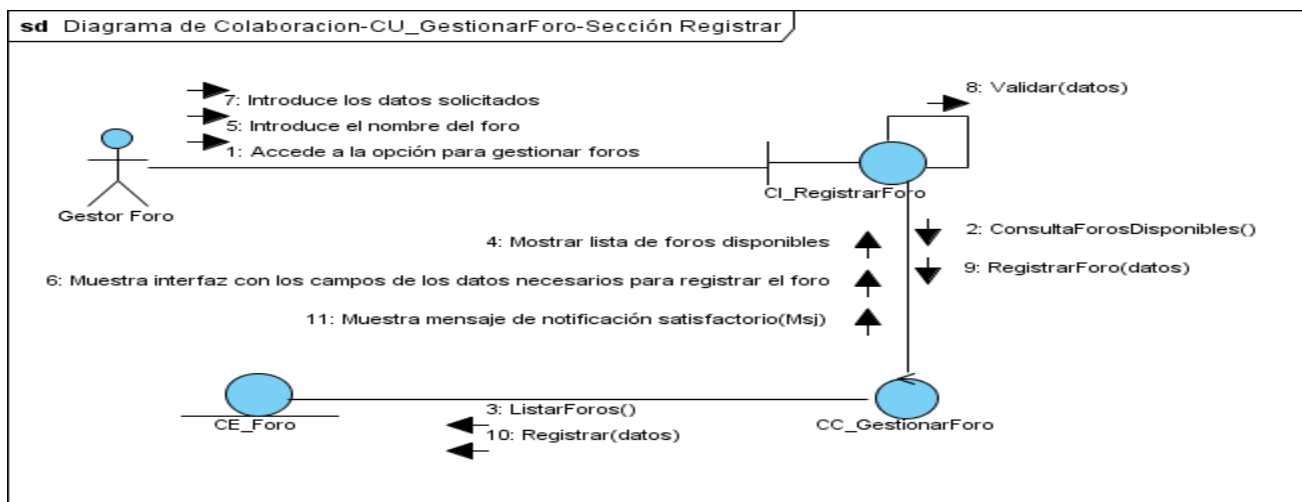 sd Diagrama de Colaboracion-CU_GestionarForo-Sección Registrar
7: Introduce los datos solicitados
5: Introduce el nombre del foro
1: Accede a la opción para gestionar foros
8: Validar(datos)
Gestor Foro
CI_RegistrarForo
4: Mostrar lista de foros disponibles
2: ConsultaForosDisponibles()
6: Muestra interfaz con los campos de los datos necesarios para registrar el foro
9: RegistrarForo(datos)
11: Muestra mensaje de notificación satisfactorio(Msj)
CE_Foro
3: ListarForos()
10: Registrar(datos)
CC_GestionarForo